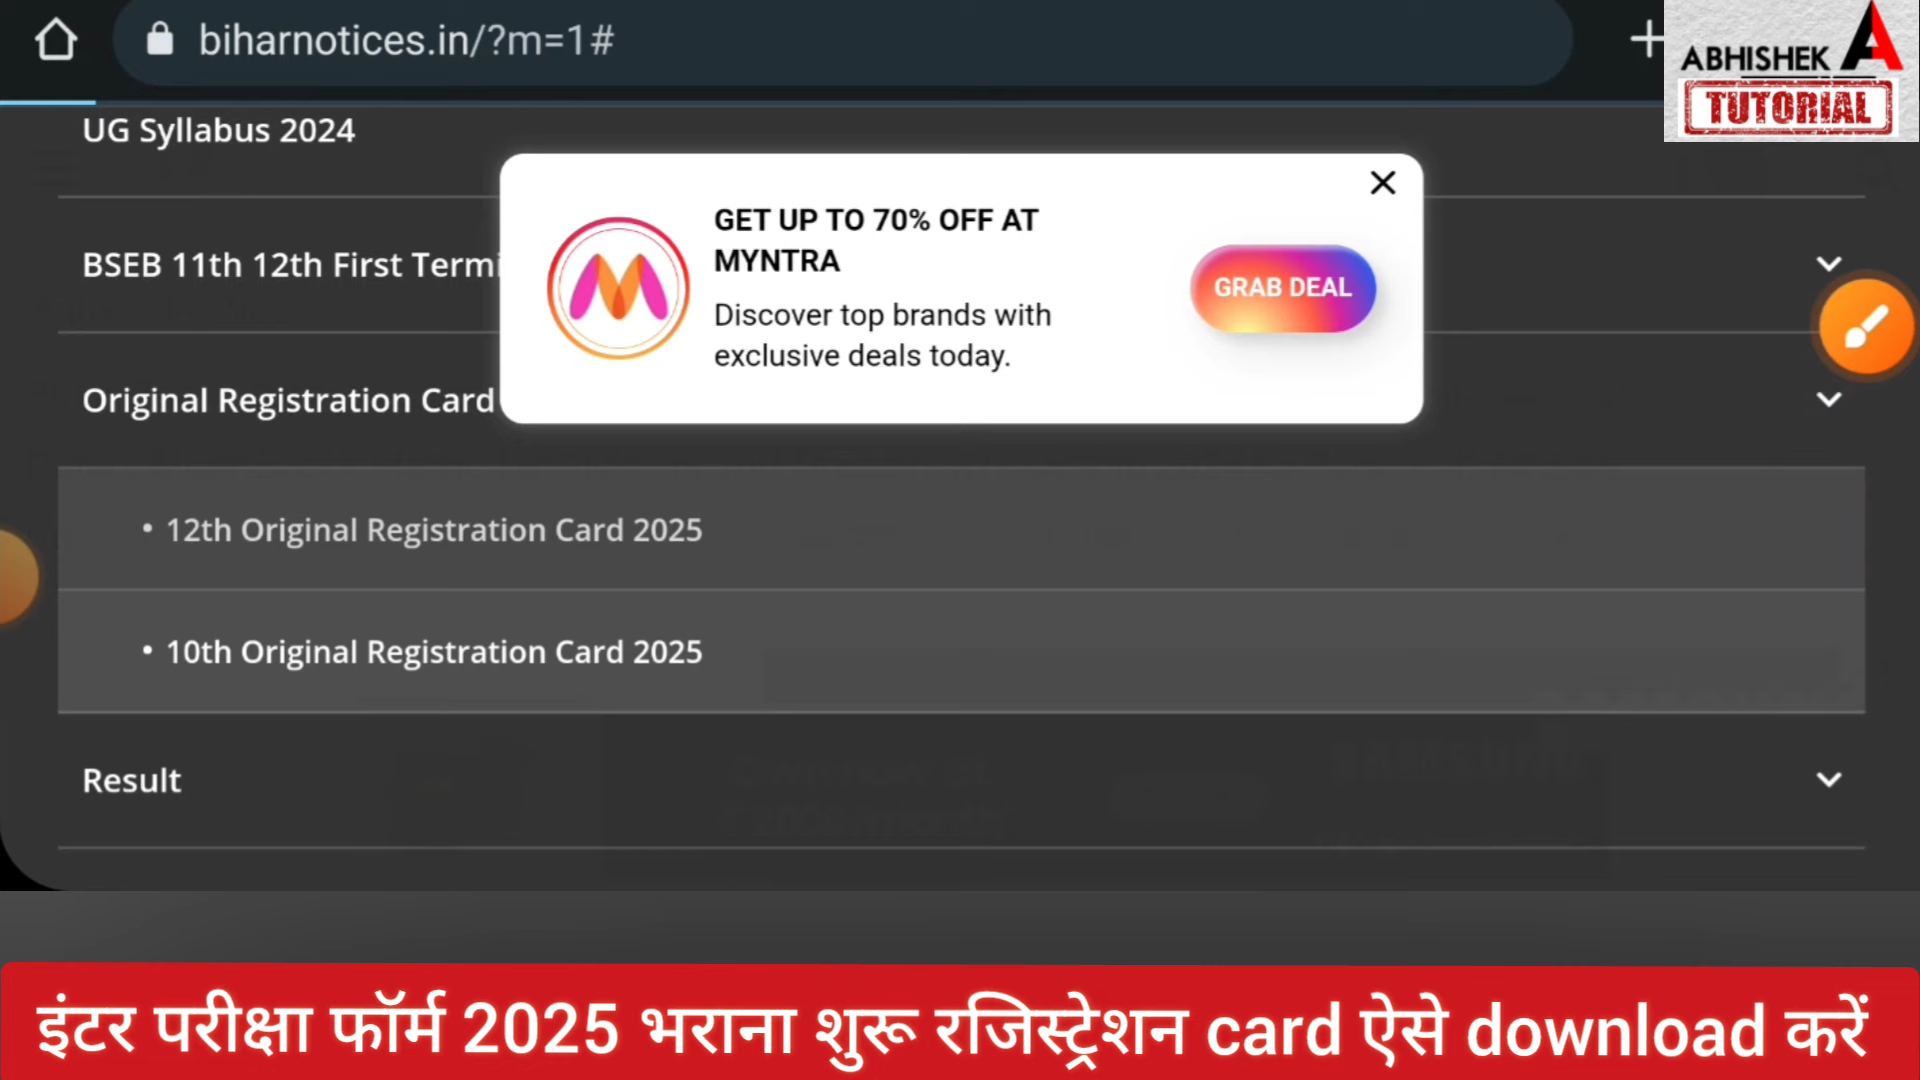 biharnotices.in/?m=1#
ABHISHEK
TUTORIAL
UG Syllabus 2024
GET UP TO 70% OFF AT
MYNTRA
Discover top brands with
exclusive deals today.
GRAB DEAL
BSEB 11th 12th First Termi
Original Registration Card
• 12th Original Registration Card 2025
• 10th Original Registration Card 2025
Result
इंटर परीक्षा फॉर्म 2025 भराना शुरू रजिस्ट्रेशन card ऐसे download करें